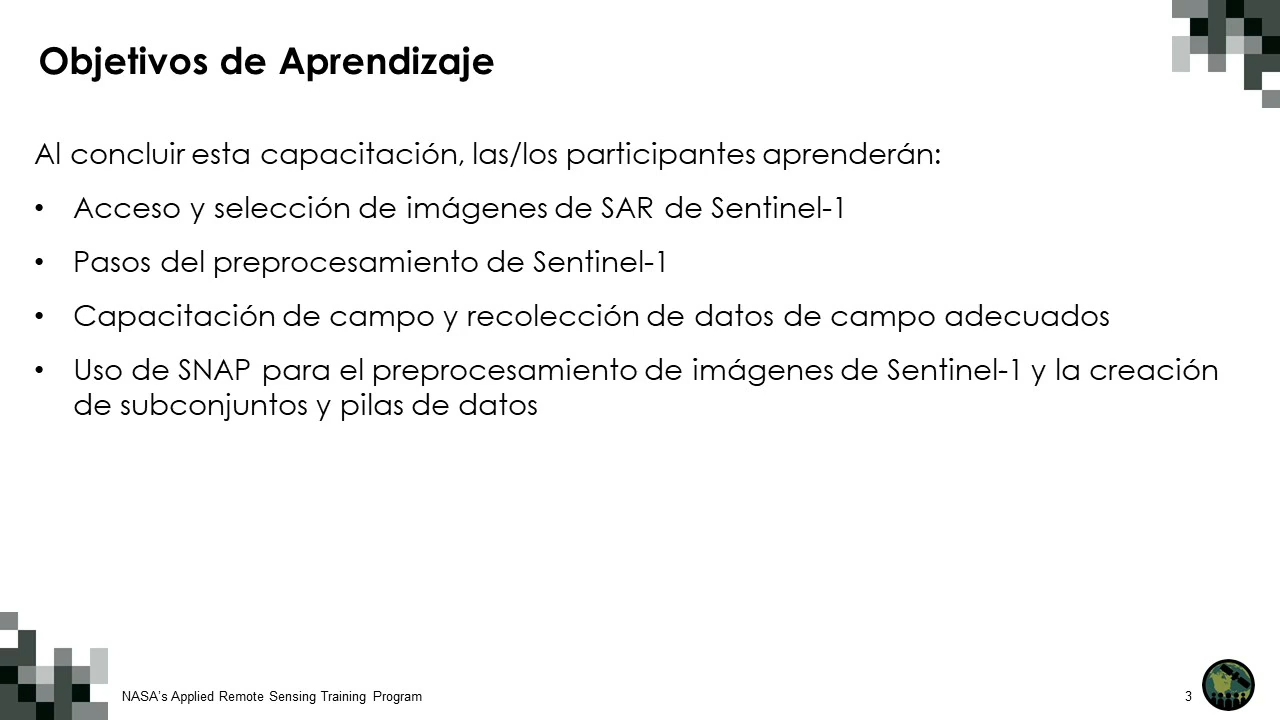 Objetivos de Aprendizaje
Al concluir esta capacitación, las/los participantes aprenderán:
• Acceso y selección de imágenes de SAR de Sentinel-1
• Pasos del preprocesamiento de Sentinel-1
• Capacitación de campo y recolección de datos de campo adecuados
• Uso de SNAP para el preprocesamiento de imágenes de Sentinel-1 y la creación
de subconjuntos y pilas de datos
NASA's Applied Remote Sensing Training Program
3